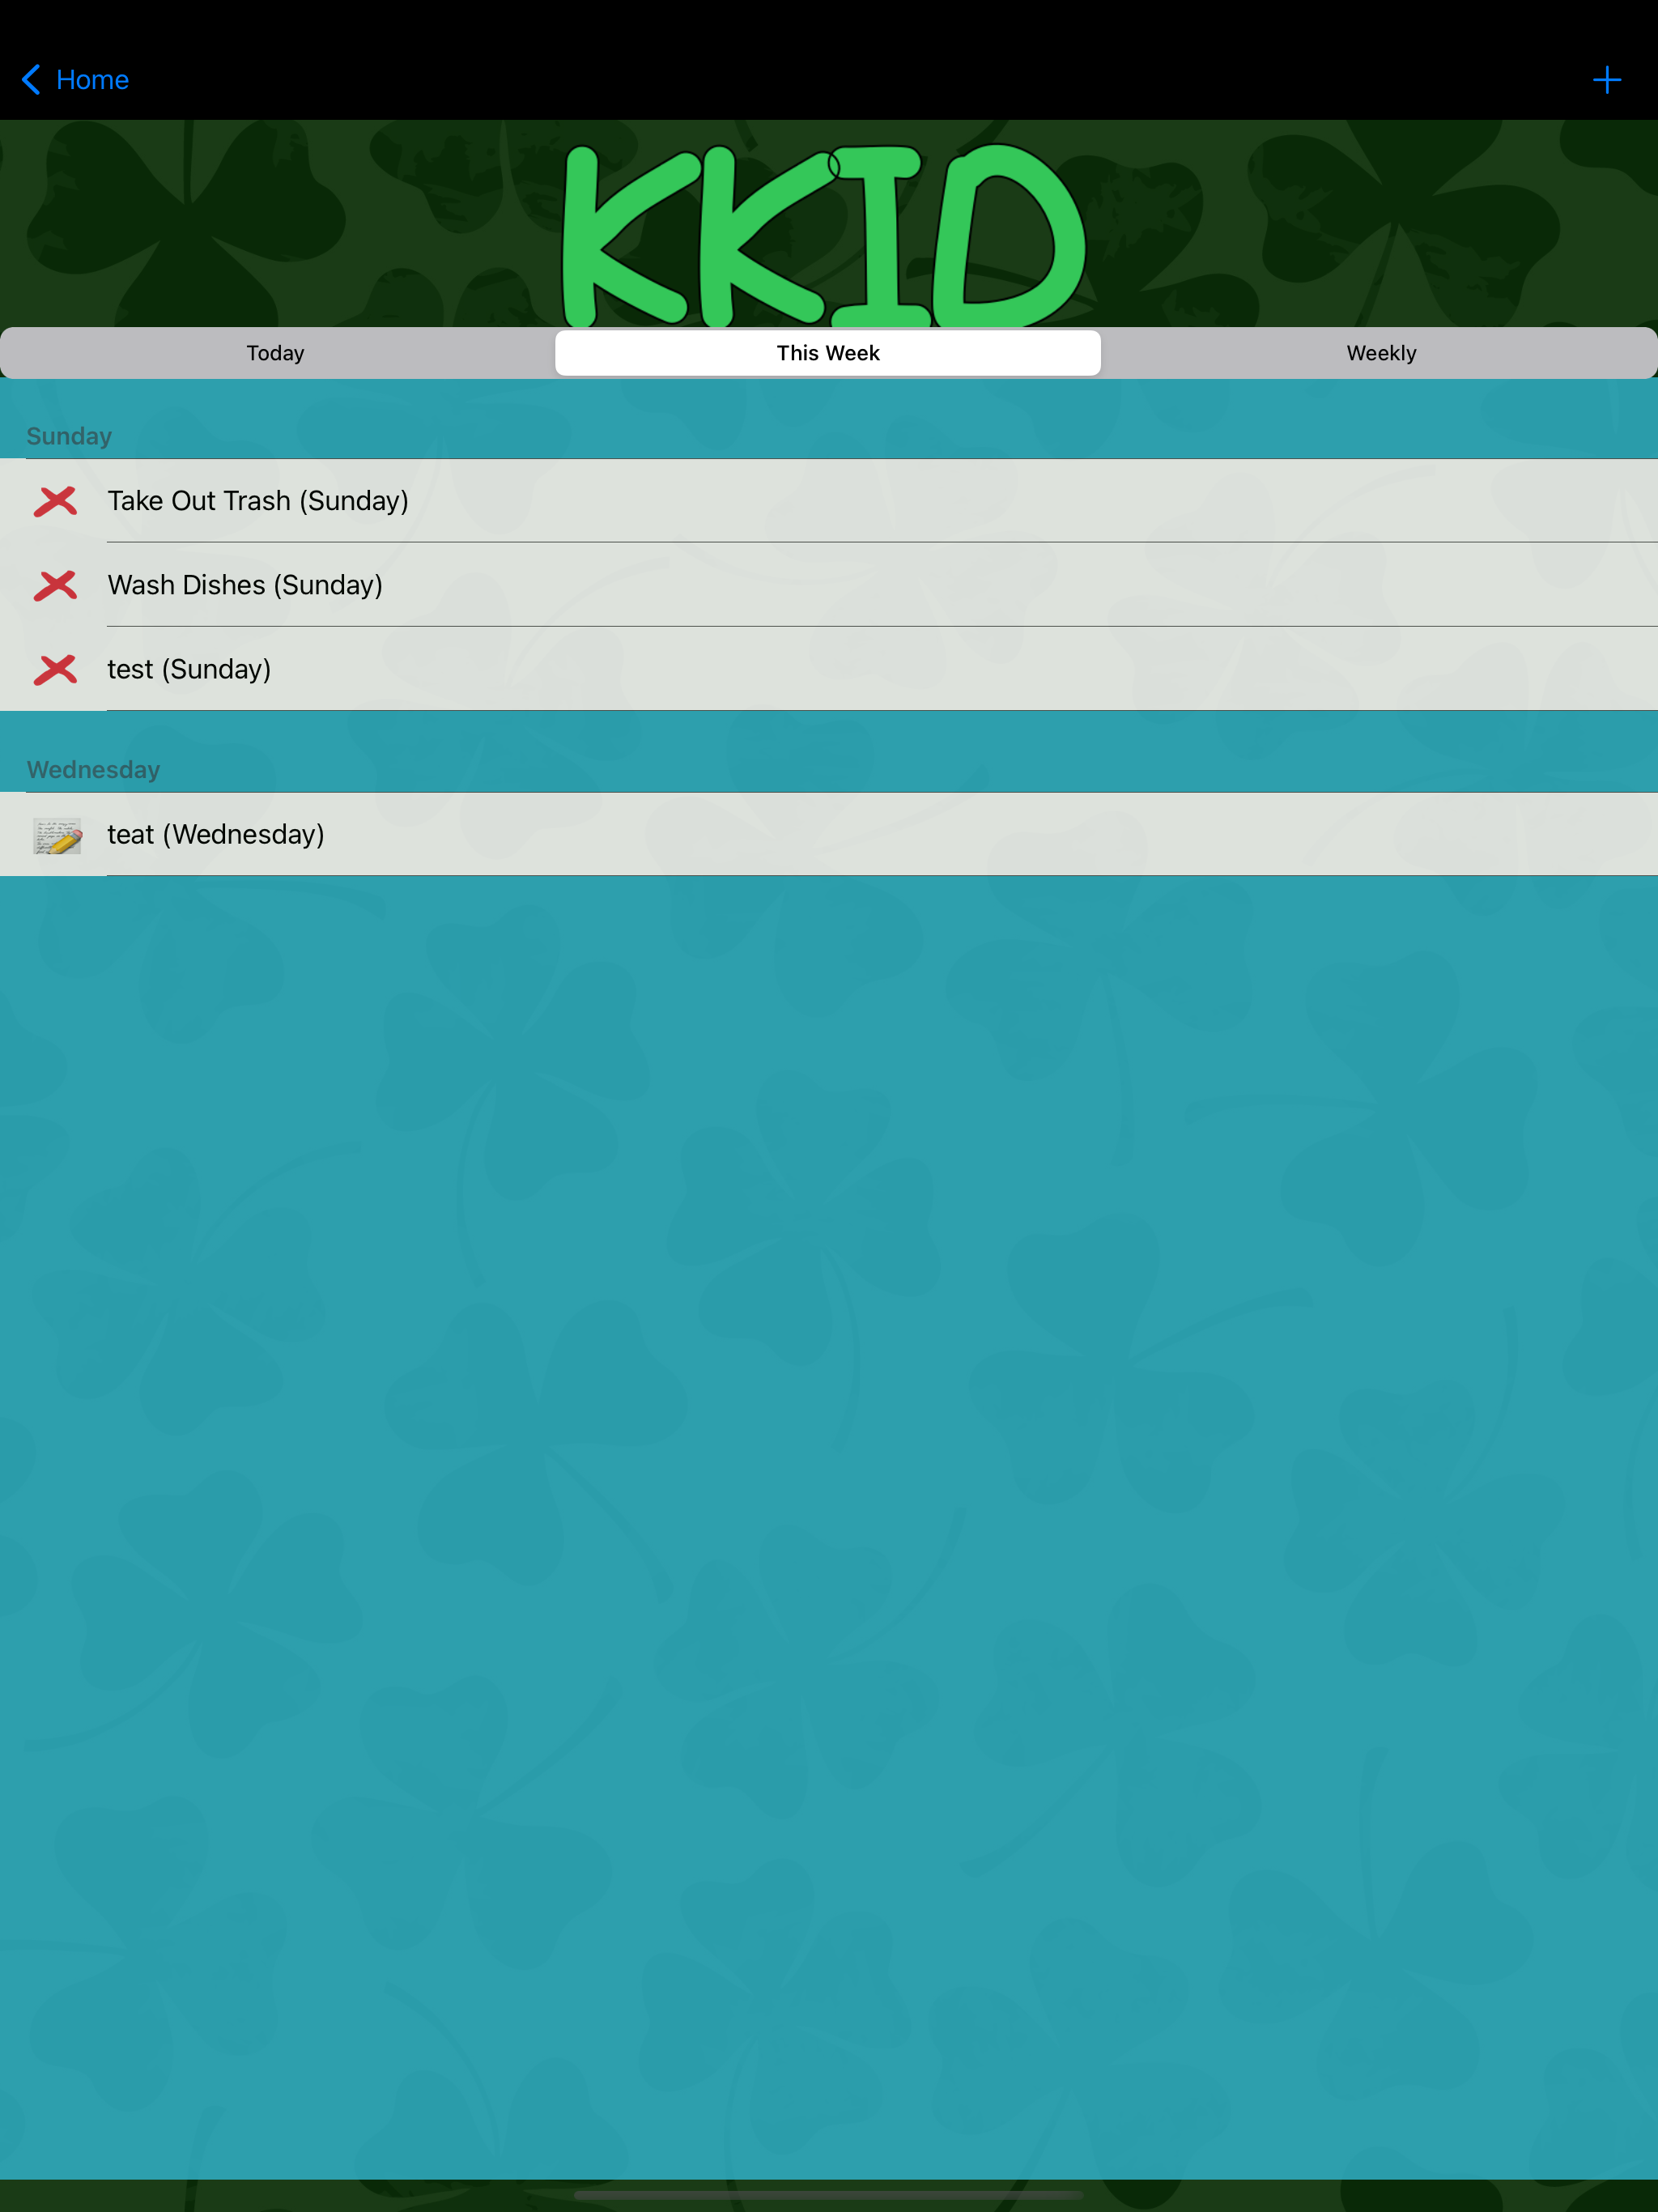 Home
KKID
Today
This Week
Weekly
Sunday
Take Out Trash (Sunday)
Wash Dishes (Sunday)
test (Sunday)
Wednesday
teat (Wednesday)